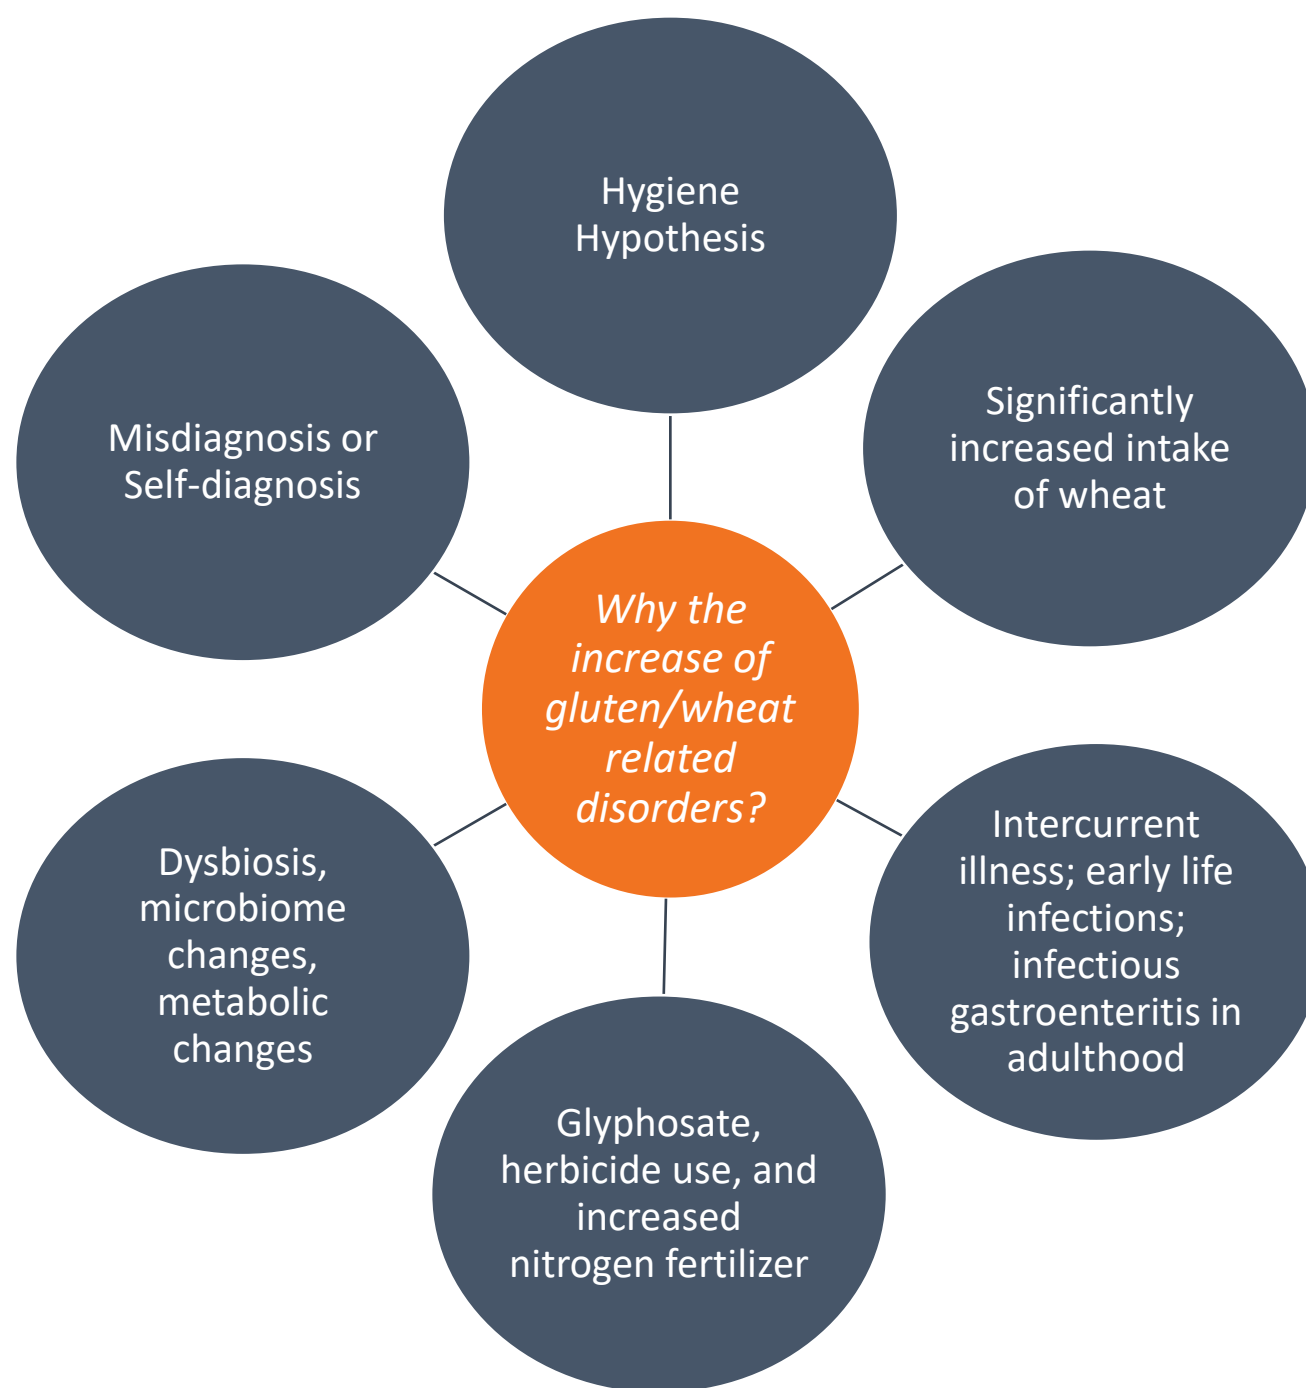 Hygiene
Hypothesis
Significantly
increased intake
of wheat
Intercurrent
illness; early life
infections;
infectious
gastroenteritis in
adulthood
Glyphosate,
herbicide use, and
increased
nitrogen fertilizer
Dysbiosis,
microbiome
changes,
metabolic
changes
Misdiagnosis or
Self-diagnosis
Why the
increase of
gluten/wheat
related
disorders?